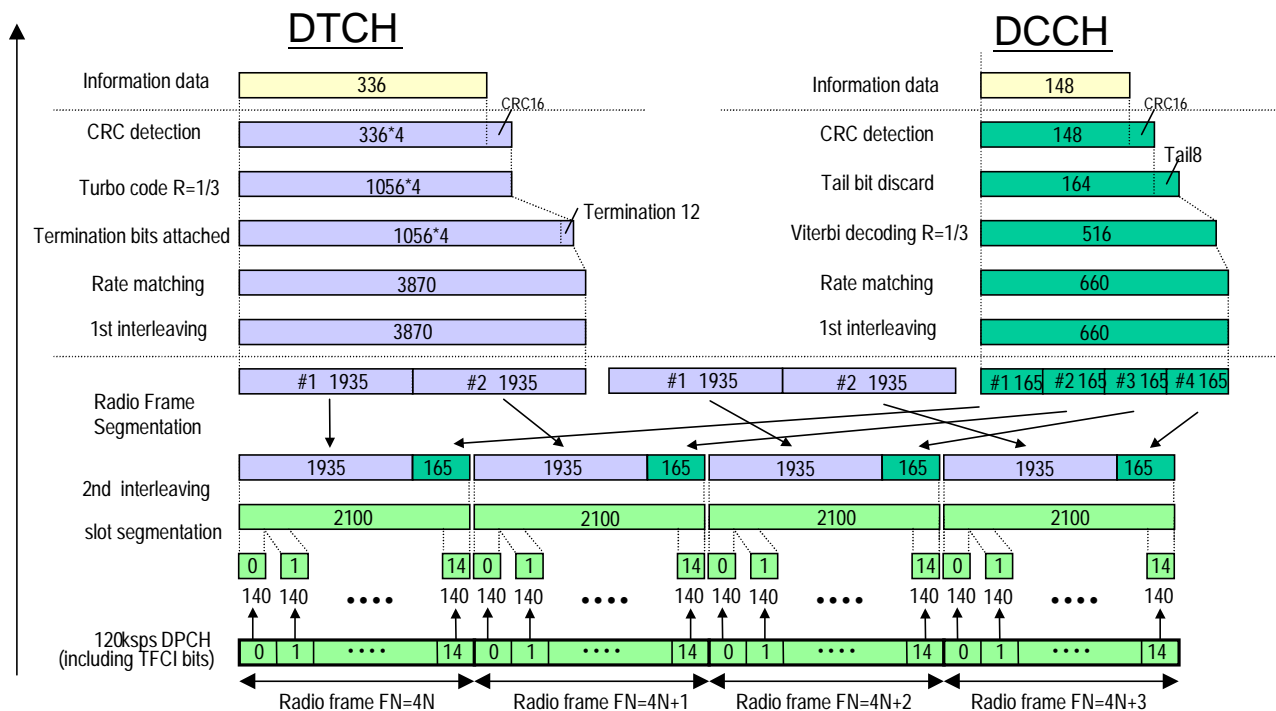 DTCH DCCH
Information data 336 Information data 148
CRC16 CRC16
CRC detection 336*4 CRC detection 148
Tail8
Turbo code R=1/3 1056*4 Tail bit discard 164
Termination 12
Termination bits attached 1056*4 Viterbi decoding R=1/3 516
Rate matching 3870 Rate matching 660
1st interleaving 3870 1st interleaving 660
#1 1935 #2 1935 #1 1935 #2 1935 #1 165 #2 165 #3 165 #4 165
Radio Frame
Segmentation
1935 165 1935 165 1935 165 1935 165
2nd interleaving
2100 2100 2100 2100
slot segmentation
0 1 14 0 1 14 0 1 14 0 1 14
140 140 •••• 140 140 140 •••• 140 140 140 •••• 140 140 140 •••• 140
120ksps DPCH
(including TFCI bits)
0 1 •••• 14 0 1 •••• 14 0 1 •••• 14 0 1 •••• 14
Radio frame FN=4N Radio frame FN=4N+1 Radio frame FN=4N+2 Radio frame FN=4N+3